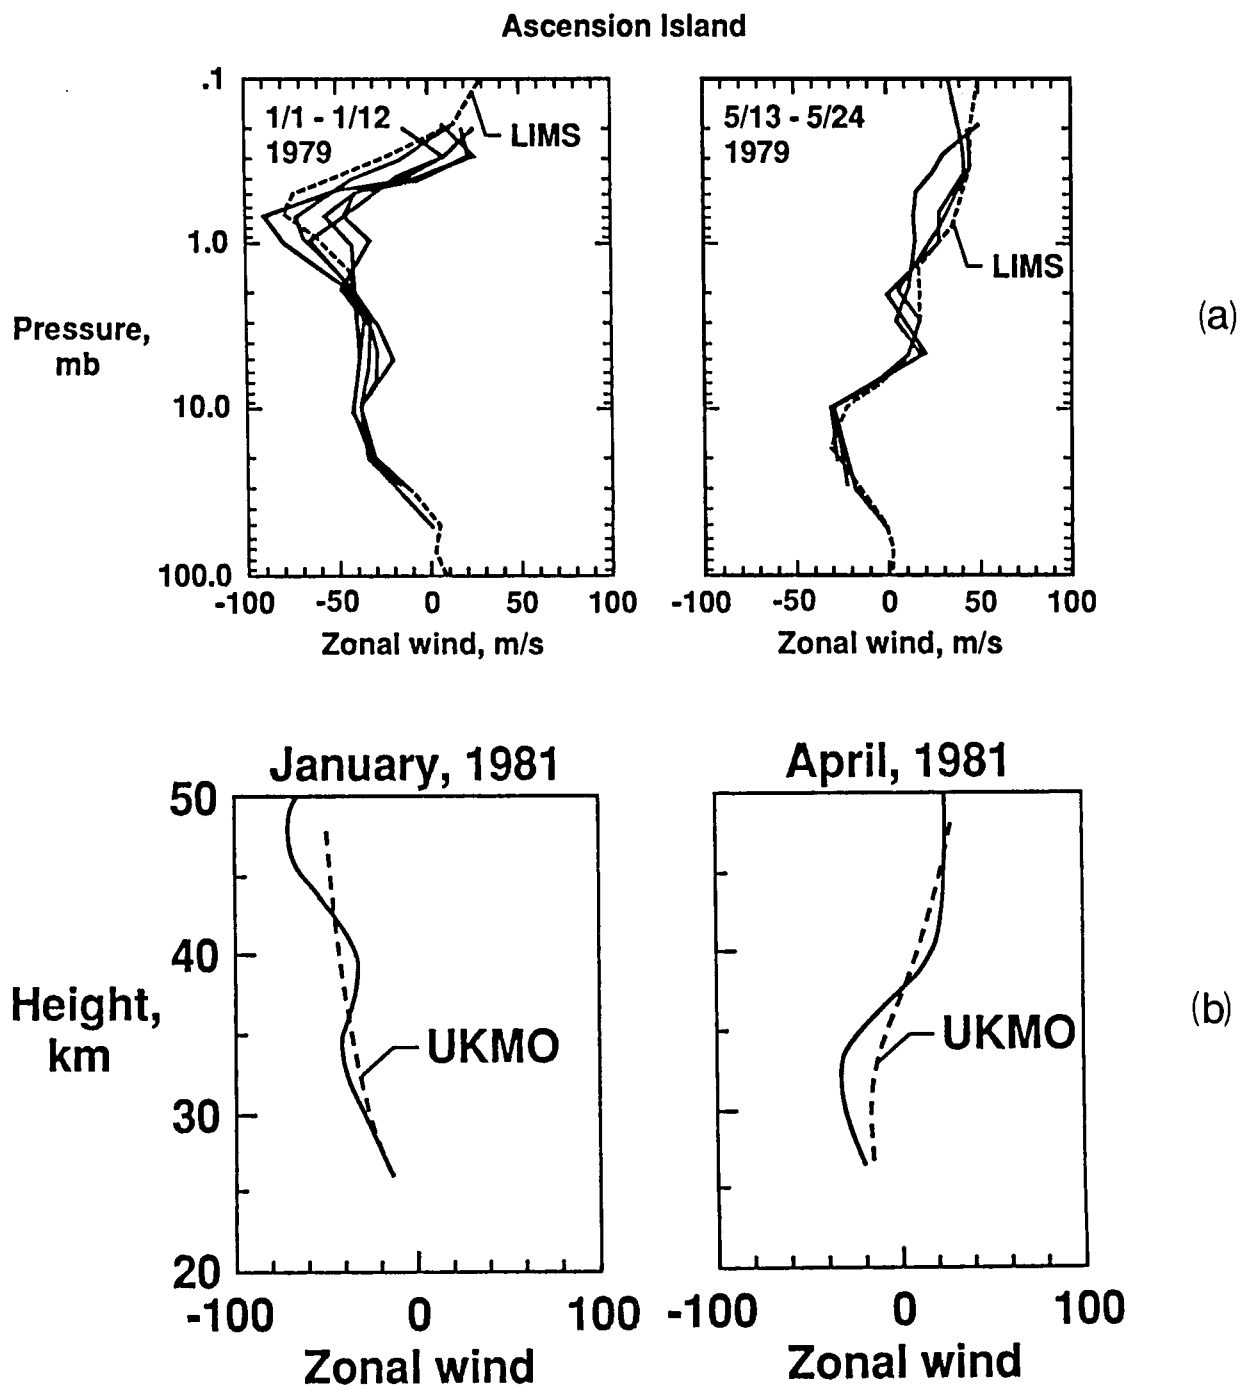 Ascension Island
.1
1.0
10.0
100.0
Pressure,
mb
1/1 - 1/12
1979
LIMS
-100 -50 0 50 100
Zonal wind, m/s
5/13 - 5/24
1979
LIMS
-100 -50 0 50 100
Zonal wind, m/s
(a)
January, 1981
50
40
30
20
Height,
km
UKMO
-100 0 100
Zonal wind
April, 1981
UKMO
-100 0 100
Zonal wind
(b)